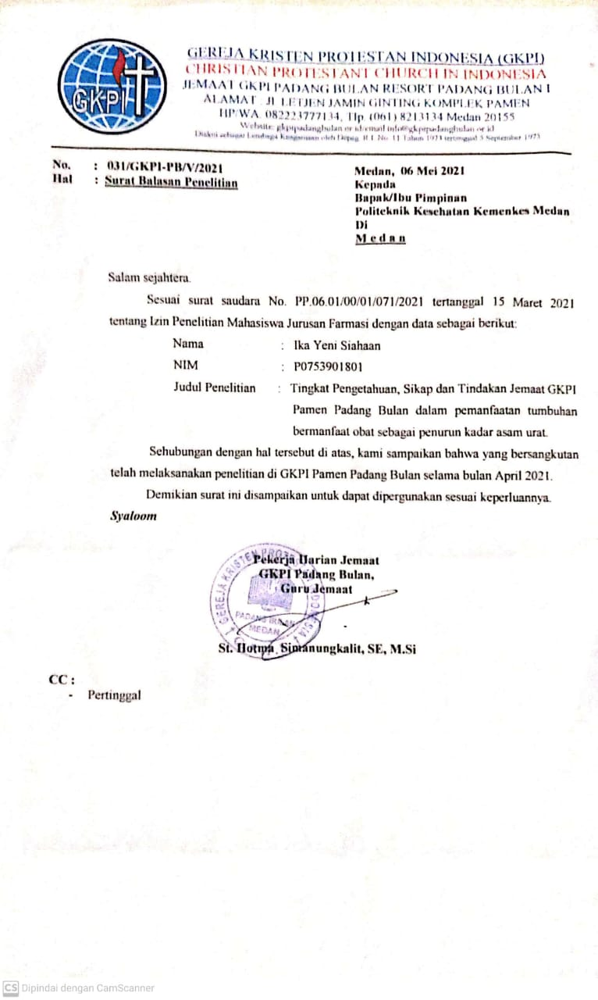 GKPI
GEREJA KRISTEN PROTESTAN INDONESIA (GKPI)
CHRISTIAN PROTESTANT CHURCH IN INDONESIA
JEMAAT GKPI PADANG BULAN RESORT PADANG BULAN I
ALAMAT : Jl. LETJEN JAMIN GINTING KOMPLEK PAMEN
HP/WA. 082223777134, Tlp. (061) 8213134 Medan 20155
Website: gkpipadangbulan.or.id/email info@gkpipadangbulan.or.id
Diakui sebagai Lembaga Keagamaan oleh Depag. R.I. No. 11 Tahun 1973 tertanggal 5 September 1973
No. : 031/GKPI-PB/V/2021
Hal : Surat Balasan Penelitian
Medan, 06 Mei 2021
Kepada
Bapak/Ibu Pimpinan
Politeknik Kesehatan Kemenkes Medan
Di
M e d a n
Salam sejahtera.
Sesuai surat saudara No. PP.06.01/00/01/071/2021 tertanggal 15 Maret 2021
tentang Izin Penelitian Mahasiswa Jurusan Farmasi dengan data sebagai berikut:
Nama : Ika Yeni Siahaan
NIM : P0753901801
Judul Penelitian : Tingkat Pengetahuan, Sikap dan Tindakan Jemaat GKPI
Pamen Padang Bulan dalam pemanfaatan tumbuhan
bermanfaat obat sebagai penurun kadar asam urat.
Sehubungan dengan hal tersebut di atas, kami sampaikan bahwa yang bersangkutan
telah melaksanakan penelitian di GKPI Pamen Padang Bulan selama bulan April 2021.
Demikian surat ini disampaikan untuk dapat dipergunakan sesuai keperluannya.
Syaloom
Pekerja Harian Jemaat
GKPI Padang Bulan,
Guru Jemaat
GEREJA KRISTEN PROTESTAN INDONESIA
PADANG BULAN
MEDAN
St. Hotma Simanungkalit, SE, M.Si
CC :
- Pertinggal
CS Dipindai dengan CamScanner